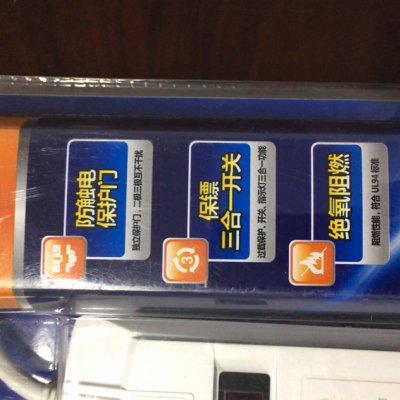 防触电
保护门
独立保护门，二极三极互不干扰
保镖
三合一开关
过载保护、开关、指示灯三合一功能
3
绝氧阻燃
阻燃性能，符合 UL94 标准